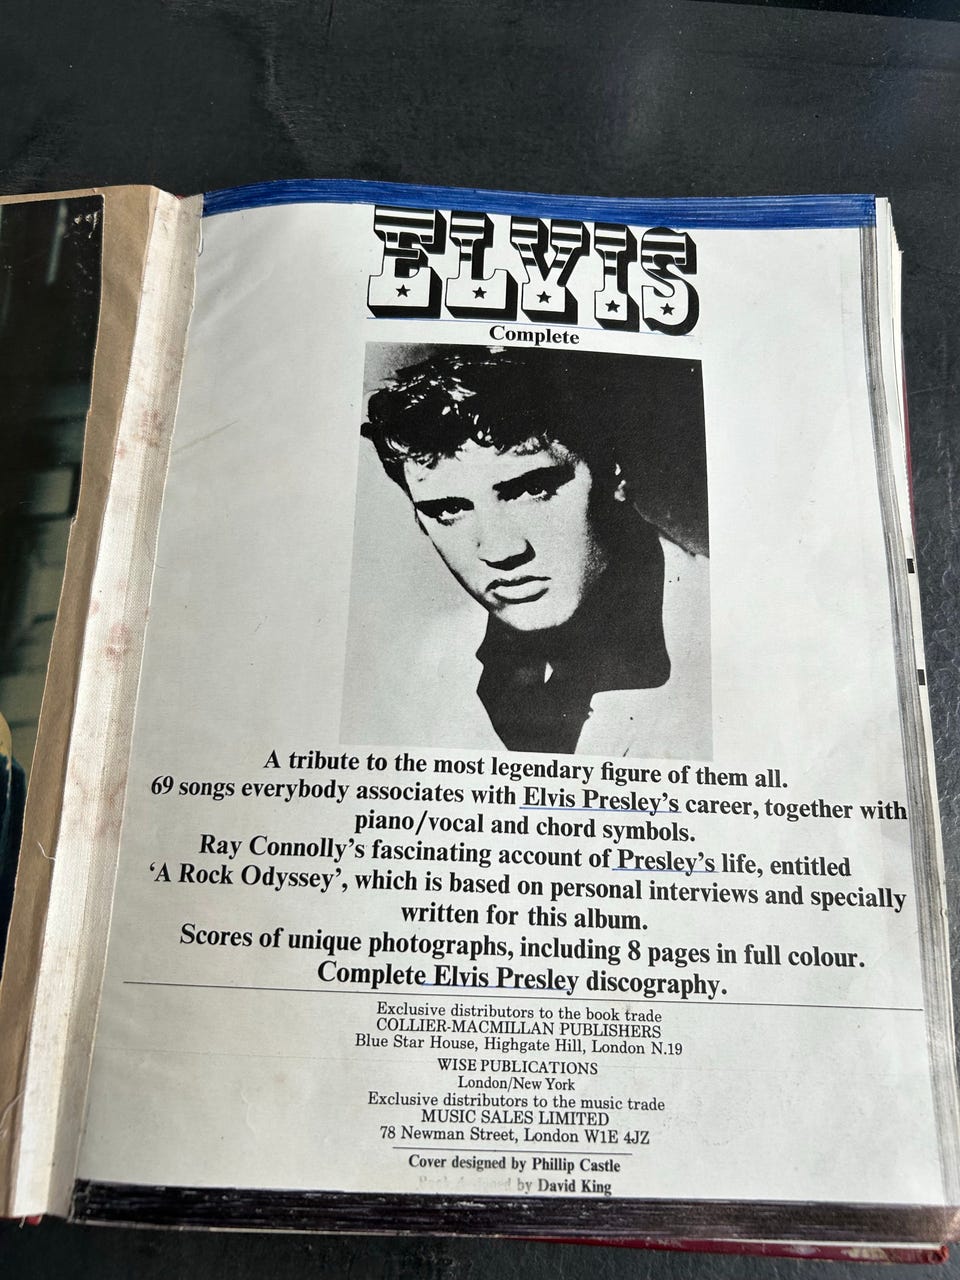 ELVIS
Complete
A tribute to the most legendary figure of them all.
69 songs everybody associates with Elvis Presley's career, together with
piano/vocal and chord symbols.
Ray Connolly's fascinating account of Presley's life, entitled
‘A Rock Odyssey’, which is based on personal interviews and specially
written for this album.
Scores of unique photographs, including 8 pages in full colour.
Complete Elvis Presley discography.
Exclusive distributors to the book trade
COLLIER-MACMILLAN PUBLISHERS
Blue Star House, Highgate Hill, London N.19
WISE PUBLICATIONS
London/New York
Exclusive distributors to the music trade
MUSIC SALES LIMITED
78 Newman Street, London W1E 4JZ
Cover designed by Phillip Castle
Book designed by David King